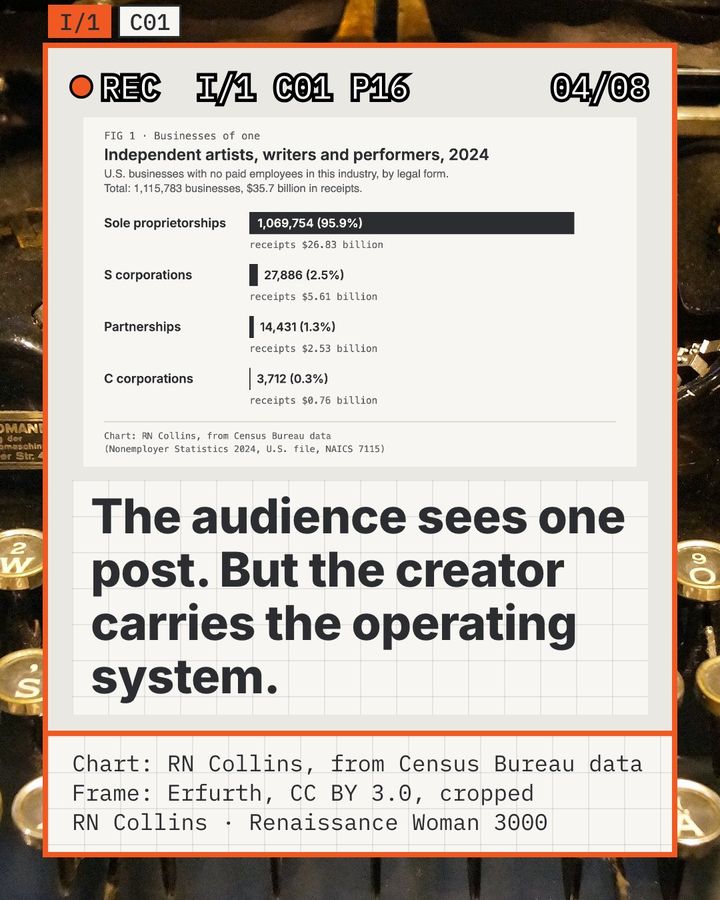 I/1 C01
REC I/1 C01 P16 04/08
FIG 1 · Businesses of one
Independent artists, writers and performers, 2024
U.S. businesses with no paid employees in this industry, by legal form.
Total: 1,115,783 businesses, $35.7 billion in receipts.
Sole proprietorships 1,069,754 (95.9%)
receipts $26.83 billion
S corporations 27,886 (2.5%)
receipts $5.61 billion
Partnerships 14,431 (1.3%)
receipts $2.53 billion
C corporations 3,712 (0.3%)
receipts $0.76 billion
Chart: RN Collins, from Census Bureau data
(Nonemployer Statistics 2024, U.S. file, NAICS 7115)
The audience sees one
post. But the creator
carries the operating
system.
Chart: RN Collins, from Census Bureau data
Frame: Erfurth, CC BY 3.0, cropped
RN Collins · Renaissance Woman 3000
2
W
S
9
O
A